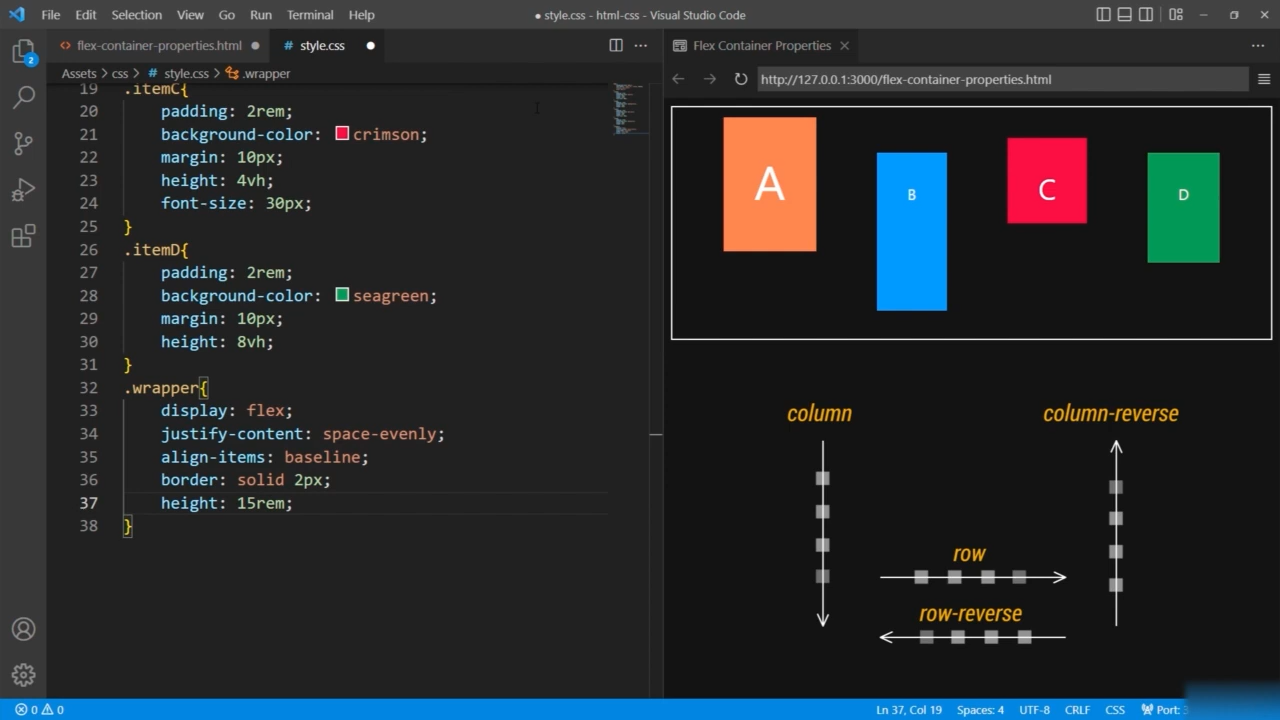 File Edit Selection View Go Run Terminal Help
● style.css - html-css - Visual Studio Code
flex-container-properties.html ●
# style.css ●
Flex Container Properties
Assets > css > # style.css > .wrapper
http://127.0.0.1:3000/flex-container-properties.html
2
19 .itemC{
20 padding: 2rem;
21 background-color: crimson;
22 margin: 10px;
23 height: 4vh;
24 font-size: 30px;
25 }
26 .itemD{
27 padding: 2rem;
28 background-color: seagreen;
29 margin: 10px;
30 height: 8vh;
31 }
32 .wrapper{
33 display: flex;
34 justify-content: space-evenly;
35 align-items: baseline;
36 border: solid 2px;
37 height: 15rem;
38 }
A B C D
column
column-reverse
row
row-reverse
0 0
Ln 37, Col 19 Spaces: 4 UTF-8 CRLF CSS Port: